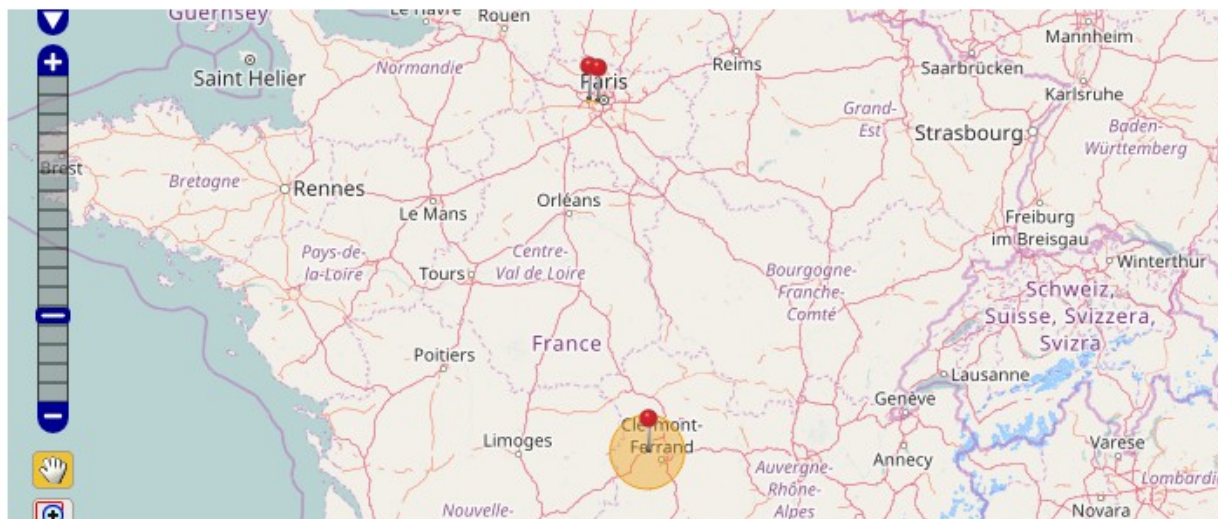 Guernsey
Le Havre
Rouen
Mannheim
Saint Helier
Normandie
Paris
Reims
Saarbrücken
Karlsruhe
Grand-
Est
Strasbourg
Baden-
Württemberg
Brest
Bretagne
Rennes
Le Mans
Orléans
Freiburg
im Breisgau
Pays-de-
la-Loire
Tours
Centre-
Val de Loire
Bourgogne-
Franche-
Comté
Winterthur
Schweiz,
Suisse, Svizzera,
Svizra
France
Poitiers
Lausanne
Genève
Clermont-
Ferrand
Limoges
Annecy
Varese
Auvergne-
Rhône-
Alpes
Lombardi
Nouvelle-
Novara